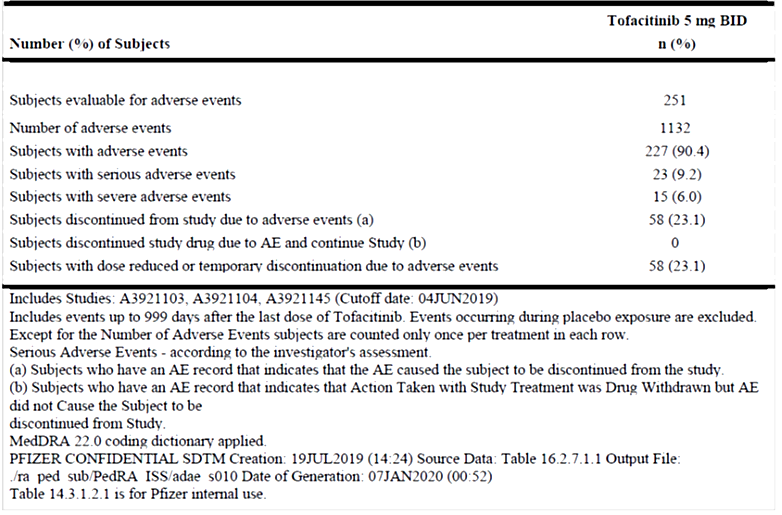 Tofacitinib 5 mg BID
Number (%) of Subjects n (%)
Subjects evaluable for adverse events 251
Number of adverse events 1132
Subjects with adverse events 227 (90.4)
Subjects with serious adverse events 23 (9.2)
Subjects with severe adverse events 15 (6.0)
Subjects discontinued from study due to adverse events (a) 58 (23.1)
Subjects discontinued study drug due to AE and continue Study (b) 0
Subjects with dose reduced or temporary discontinuation due to adverse events 58 (23.1)
Includes Studies: A3921103, A3921104, A3921145 (Cutoff date: 04JUN2019)
Includes events up to 999 days after the last dose of Tofacitinib. Events occurring during placebo exposure are excluded.
Except for the Number of Adverse Events subjects are counted only once per treatment in each row.
Serious Adverse Events - according to the investigator's assessment.
(a) Subjects who have an AE record that indicates that the AE caused the subject to be discontinued from the study.
(b) Subjects who have an AE record that indicates that Action Taken with Study Treatment was Drug Withdrawn but AE
did not Cause the Subject to be
discontinued from Study.
MedDRA 22.0 coding dictionary applied.
PFIZER CONFIDENTIAL SDTM Creation: 19JUL2019 (14:24) Source Data: Table 16.2.7.1.1 Output File:
./ra_ped_sub/PedRA_ISS/adae_s010 Date of Generation: 07JAN2020 (00:52)
Table 14.3.1.2.1 is for Pfizer internal use.